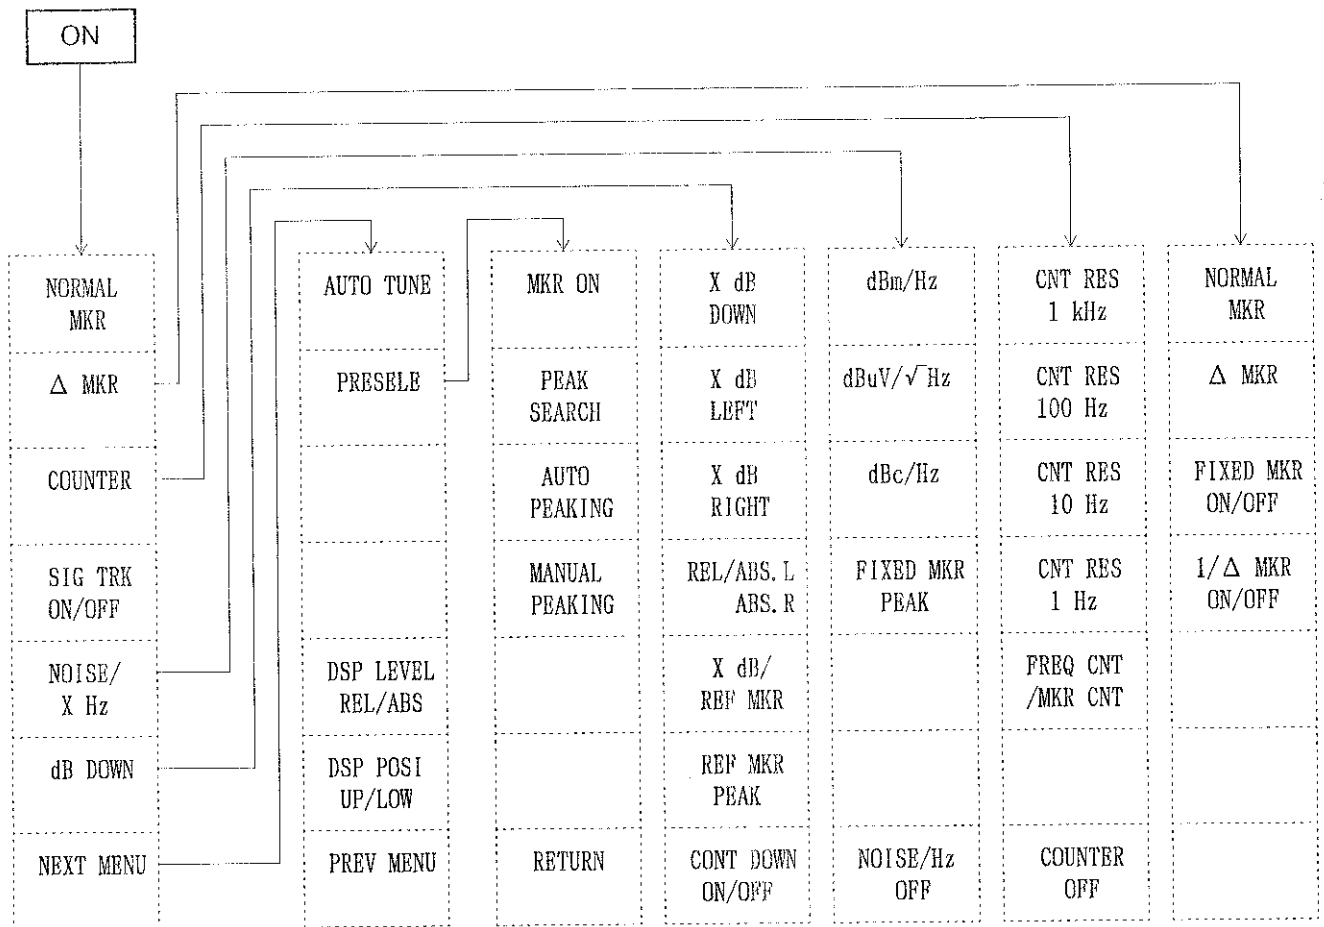 ON
NORMAL
MKR
Δ MKR
COUNTER
SIG TRK
ON/OFF
NOISE/
X Hz
dB DOWN
NEXT MENU
AUTO TUNE
PRESELE
DSP LEVEL
REL/ABS
DSP POSI
UP/LOW
PREV MENU
MKR ON
PEAK
SEARCH
AUTO
PEAKING
MANUAL
PEAKING
RETURN
X dB
DOWN
X dB
LEFT
X dB
RIGHT
REL/ABS.L
ABS.R
X dB/
REF MKR
REF MKR
PEAK
CONT DOWN
ON/OFF
dBm/Hz
dBuV/√Hz
dBc/Hz
FIXED MKR
PEAK
NOISE/Hz
OFF
CNT RES
1 kHz
CNT RES
100 Hz
CNT RES
10 Hz
CNT RES
1 Hz
FREQ CNT
/MKR CNT
COUNTER
OFF
NORMAL
MKR
Δ MKR
FIXED MKR
ON/OFF
1/Δ MKR
ON/OFF